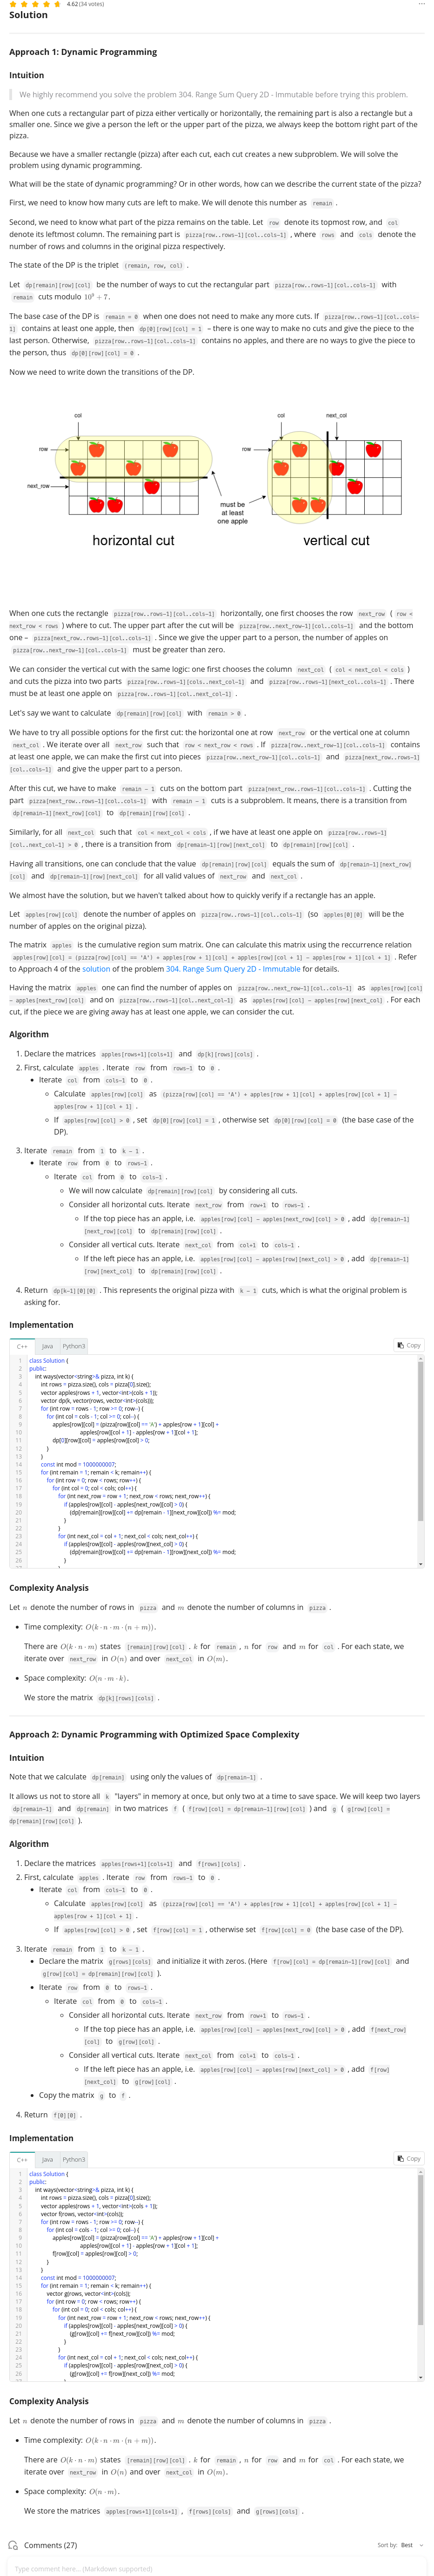 4.62 (34 votes)
Solution
Approach 1: Dynamic Programming
Intuition
We highly recommend you solve the problem 304. Range Sum Query 2D - Immutable before trying this problem.
When one cuts a rectangular part of pizza either vertically or horizontally, the remaining part is also a rectangle but a
smaller one. Since we give a person the left or the upper part of the pizza, we always keep the bottom right part of the
pizza.
Because we have a smaller rectangle (pizza) after each cut, each cut creates a new subproblem. We will solve the
problem using dynamic programming.
What will be the state of dynamic programming? Or in other words, how can we describe the current state of the pizza?
First, we need to know how many cuts are left to make. We will denote this number as remain .
Second, we need to know what part of the pizza remains on the table. Let row denote its topmost row, and col
denote its leftmost column. The remaining part is pizza[row..rows-1][col..cols-1] , where rows and cols denote the
number of rows and columns in the original pizza respectively.
The state of the DP is the triplet (remain, row, col) .
Let dp[remain][row][col] be the number of ways to cut the rectangular part pizza[row..rows-1][col..cols-1] with
remain cuts modulo 10^9 + 7.
The base case of the DP is remain = 0 when one does not need to make any more cuts. If pizza[row..rows-1][col..cols-
1] contains at least one apple, then dp[0][row][col] = 1 – there is one way to make no cuts and give the piece to the
last person. Otherwise, pizza[row..rows-1][col..cols-1] contains no apples, and there are no ways to give the piece to
the person, thus dp[0][row][col] = 0 .
Now we need to write down the transitions of the DP.
col
col next_col
row
row
next_row
must be
at least
one apple
horizontal cut
vertical cut
When one cuts the rectangle pizza[row..rows-1][col..cols-1] horizontally, one first chooses the row next_row ( row <
next_row < rows ) where to cut. The upper part after the cut will be pizza[row..next_row-1][col..cols-1] and the bottom
one – pizza[next_row..rows-1][col..cols-1] . Since we give the upper part to a person, the number of apples on
pizza[row..next_row-1][col..cols-1] must be greater than zero.
We can consider the vertical cut with the same logic: one first chooses the column next_col ( col < next_col < cols )
and cuts the pizza into two parts pizza[row..rows-1][cols..next_col-1] and pizza[row..rows-1][next_col..cols-1] . There
must be at least one apple on pizza[row..rows-1][col..next_col-1] .
Let's say we want to calculate dp[remain][row][col] with remain > 0 .
We have to try all possible options for the first cut: the horizontal one at row next_row or the vertical one at column
next_col . We iterate over all next_row such that row < next_row < rows . If pizza[row..next_row-1][col..cols-1] contains
at least one apple, we can make the first cut into pieces pizza[row..next_row-1][col..cols-1] and pizza[next_row..rows-1]
[col..cols-1] and give the upper part to a person.
After this cut, we have to make remain - 1 cuts on the bottom part pizza[next_row..rows-1][col..cols-1] . Cutting the
part pizza[next_row..rows-1][col..cols-1] with remain - 1 cuts is a subproblem. It means, there is a transition from
dp[remain-1][next_row][col] to dp[remain][row][col] .
Similarly, for all next_col such that col < next_col < cols , if we have at least one apple on pizza[row..rows-1]
[col..next_col-1] > 0 , there is a transition from dp[remain-1][row][next_col] to dp[remain][row][col] .
Having all transitions, one can conclude that the value dp[remain][row][col] equals the sum of dp[remain-1][next_row]
[col] and dp[remain-1][row][next_col] for all valid values of next_row and next_col .
We almost have the solution, but we haven't talked about how to quickly verify if a rectangle has an apple.
Let apples[row][col] denote the number of apples on pizza[row..rows-1][col..cols-1] (so apples[0][0] will be the
number of apples on the original pizza).
The matrix apples is the cumulative region sum matrix. One can calculate this matrix using the reccurrence relation
apples[row][col] = (pizza[row][col] == 'A') + apples[row + 1][col] + apples[row][col + 1] - apples[row + 1][col + 1] . Refer
to Approach 4 of the solution of the problem 304. Range Sum Query 2D - Immutable for details.
Having the matrix apples one can find the number of apples on pizza[row..next_row-1][col..cols-1] as apples[row][col]
- apples[next_row][col] and on pizza[row..rows-1][col..next_col-1] as apples[row][col] - apples[row][next_col] . For each
cut, if the piece we are giving away has at least one apple, we can consider the cut.
Algorithm
1. Declare the matrices apples[rows+1][cols+1] and dp[k][rows][cols] .
2. First, calculate apples . Iterate row from rows-1 to 0 .
Iterate col from cols-1 to 0 .
Calculate apples[row][col] as (pizza[row][col] == 'A') + apples[row + 1][col] + apples[row][col + 1] -
apples[row + 1][col + 1] .
If apples[row][col] > 0 , set dp[0][row][col] = 1 , otherwise set dp[0][row][col] = 0 (the base case of the
DP).
3. Iterate remain from 1 to k - 1 .
Iterate row from 0 to rows-1 .
Iterate col from 0 to cols-1 .
We will now calculate dp[remain][row][col] by considering all cuts.
Consider all horizontal cuts. Iterate next_row from row+1 to rows-1 .
If the top piece has an apple, i.e. apples[row][col] - apples[next_row][col] > 0 , add dp[remain-1]
[next_row][col] to dp[remain][row][col] .
Consider all vertical cuts. Iterate next_col from col+1 to cols-1 .
If the left piece has an apple, i.e. apples[row][col] - apples[row][next_col] > 0 , add dp[remain-1]
[row][next_col] to dp[remain][row][col] .
4. Return dp[k-1][0][0] . This represents the original pizza with k - 1 cuts, which is what the original problem is
asking for.
Implementation
C++ Java Python3 Copy
1 class Solution {
2 public:
3 int ways(vector<string>& pizza, int k) {
4 int rows = pizza.size(), cols = pizza[0].size();
5 vector apples(rows + 1, vector<int>(cols + 1));
6 vector dp(k, vector(rows, vector<int>(cols)));
7 for (int row = rows - 1; row >= 0; row--) {
8 for (int col = cols - 1; col >= 0; col--) {
9 apples[row][col] = (pizza[row][col] == 'A') + apples[row + 1][col] +
10 apples[row][col + 1] - apples[row + 1][col + 1];
11 dp[0][row][col] = apples[row][col] > 0;
12 }
13 }
14 const int mod = 1000000007;
15 for (int remain = 1; remain < k; remain++) {
16 for (int row = 0; row < rows; row++) {
17 for (int col = 0; col < cols; col++) {
18 for (int next_row = row + 1; next_row < rows; next_row++) {
19 if (apples[row][col] - apples[next_row][col] > 0) {
20 (dp[remain][row][col] += dp[remain - 1][next_row][col]) %= mod;
21 }
22 }
23 for (int next_col = col + 1; next_col < cols; next_col++) {
24 if (apples[row][col] - apples[row][next_col] > 0) {
25 (dp[remain][row][col] += dp[remain - 1][row][next_col]) %= mod;
26 }
Complexity Analysis
Let n denote the number of rows in pizza and m denote the number of columns in pizza .
Time complexity: O(k · n · m · (n + m)).
There are O(k · n · m) states [remain][row][col] . k for remain , n for row and m for col . For each state, we
iterate over next_row in O(n) and over next_col in O(m).
Space complexity: O(n · m · k).
We store the matrix dp[k][rows][cols] .
Approach 2: Dynamic Programming with Optimized Space Complexity
Intuition
Note that we calculate dp[remain] using only the values of dp[remain-1] .
It allows us not to store all k "layers" in memory at once, but only two at a time to save space. We will keep two layers
dp[remain-1] and dp[remain] in two matrices f ( f[row][col] = dp[remain-1][row][col] ) and g ( g[row][col] =
dp[remain][row][col] ).
Algorithm
1. Declare the matrices apples[rows+1][cols+1] and f[rows][cols] .
2. First, calculate apples . Iterate row from rows-1 to 0 .
Iterate col from cols-1 to 0 .
Calculate apples[row][col] as (pizza[row][col] == 'A') + apples[row + 1][col] + apples[row][col + 1] -
apples[row + 1][col + 1] .
If apples[row][col] > 0 , set f[row][col] = 1 , otherwise set f[row][col] = 0 (the base case of the DP).
3. Iterate remain from 1 to k - 1 .
Declare the matrix g[rows][cols] and initialize it with zeros. (Here f[row][col] = dp[remain-1][row][col] and
g[row][col] = dp[remain][row][col] ).
Iterate row from 0 to rows-1 .
Iterate col from 0 to cols-1 .
Consider all horizontal cuts. Iterate next_row from row+1 to rows-1 .
If the top piece has an apple, i.e. apples[row][col] - apples[next_row][col] > 0 , add f[next_row]
[col] to g[row][col] .
Consider all vertical cuts. Iterate next_col from col+1 to cols-1 .
If the left piece has an apple, i.e. apples[row][col] - apples[row][next_col] > 0 , add f[row]
[next_col] to g[row][col] .
Copy the matrix g to f .
4. Return f[0][0] .
Implementation
C++ Java Python3 Copy
1 class Solution {
2 public:
3 int ways(vector<string>& pizza, int k) {
4 int rows = pizza.size(), cols = pizza[0].size();
5 vector apples(rows + 1, vector<int>(cols + 1));
6 vector f(rows, vector<int>(cols));
7 for (int row = rows - 1; row >= 0; row--) {
8 for (int col = cols - 1; col >= 0; col--) {
9 apples[row][col] = (pizza[row][col] == 'A') + apples[row + 1][col] +
10 apples[row][col + 1] - apples[row + 1][col + 1];
11 f[row][col] = apples[row][col] > 0;
12 }
13 }
14 const int mod = 1000000007;
15 for (int remain = 1; remain < k; remain++) {
16 vector g(rows, vector<int>(cols));
17 for (int row = 0; row < rows; row++) {
18 for (int col = 0; col < cols; col++) {
19 for (int next_row = row + 1; next_row < rows; next_row++) {
20 if (apples[row][col] - apples[next_row][col] > 0) {
21 (g[row][col] += f[next_row][col]) %= mod;
22 }
23 }
24 for (int next_col = col + 1; next_col < cols; next_col++) {
25 if (apples[row][col] - apples[row][next_col] > 0) {
26 (g[row][col] += f[row][next_col]) %= mod;
Complexity Analysis
Let n denote the number of rows in pizza and m denote the number of columns in pizza .
Time complexity: O(k · n · m · (n + m)).
There are O(k · n · m) states [remain][row][col] . k for remain , n for row and m for col . For each state, we
iterate over next_row in O(n) and over next_col in O(m).
Space complexity: O(n · m).
We store the matrices apples[rows+1][cols+1] , f[rows][cols] and g[rows][cols] .
Comments (27) Sort by: Best
Type comment here... (Markdown supported)